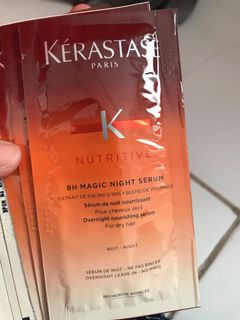 KÉRASTASE
PARIS
K
NUTRITIVE
8H MAGIC NIGHT SERUM
EXTRAIT DE RACINE D'IRIS + BLEND DE VITAMINES
Sérum de nuit nourrissant
Pour cheveux secs
Overnight nourishing serum
For dry hair
NUIT - NIGHT
SÉRUM DE NUIT - NE PAS RINCER
OVERNIGHT LEAVE-IN - NO RINSE
RECHERCHE AVANCÉE